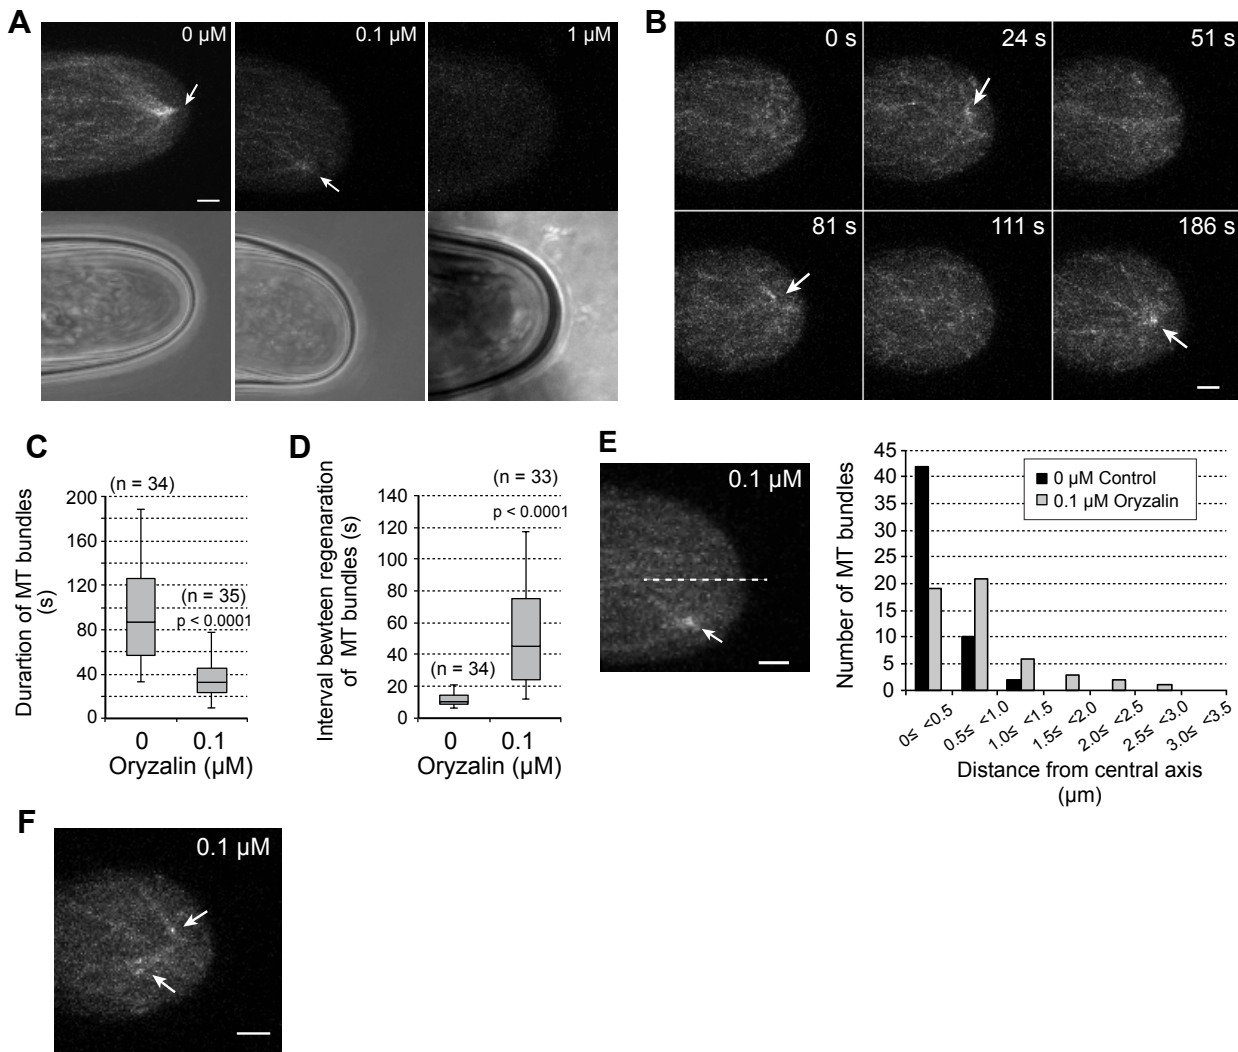 A
0 µM
0.1 µM
1 µM
B
0 s
24 s
51 s
81 s
111 s
186 s
C
Durartion of MT bundles
(s)
200
160
120
80
40
0
(n = 34)
(n = 35)
p < 0.0001
0
0.1
Oryzalin (µM)
D
Interval bewteen regenaration
of MT bundles (s)
140
120
100
80
60
40
20
0
(n = 33)
p < 0.0001
(n = 34)
0
0.1
Oryzalin (µM)
E
0.1 µM
Number of MT bundles
45
40
35
30
25
20
15
10
5
0
0 µM Control
0.1 µM Oryzalin
0≤ <0.5
0.5≤ <1.0
1.0≤ <1.5
1.5≤ <2.0
2.0≤ <2.5
2.5≤ <3.0
3.0≤ <3.5
Distance from central axis
(µm)
F
0.1 µM